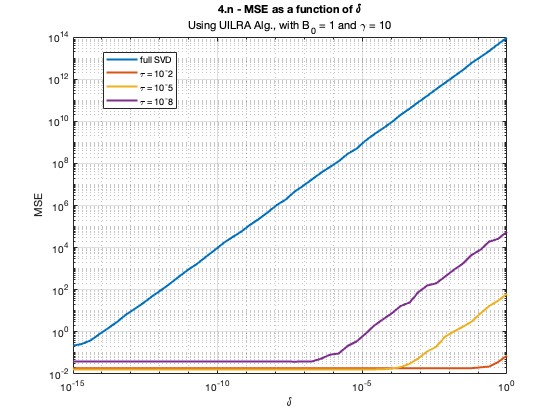 4.n - MSE as a function of δ
Using UILRA Alg., with B_0 = 1 and γ = 10
10^14
10^12
10^10
10^8
10^6
10^4
10^2
10^0
10^-2
MSE
full SVD
τ = 10^-2
τ = 10^-5
τ = 10^-8
10^-15
10^-10
10^-5
10^0
δ